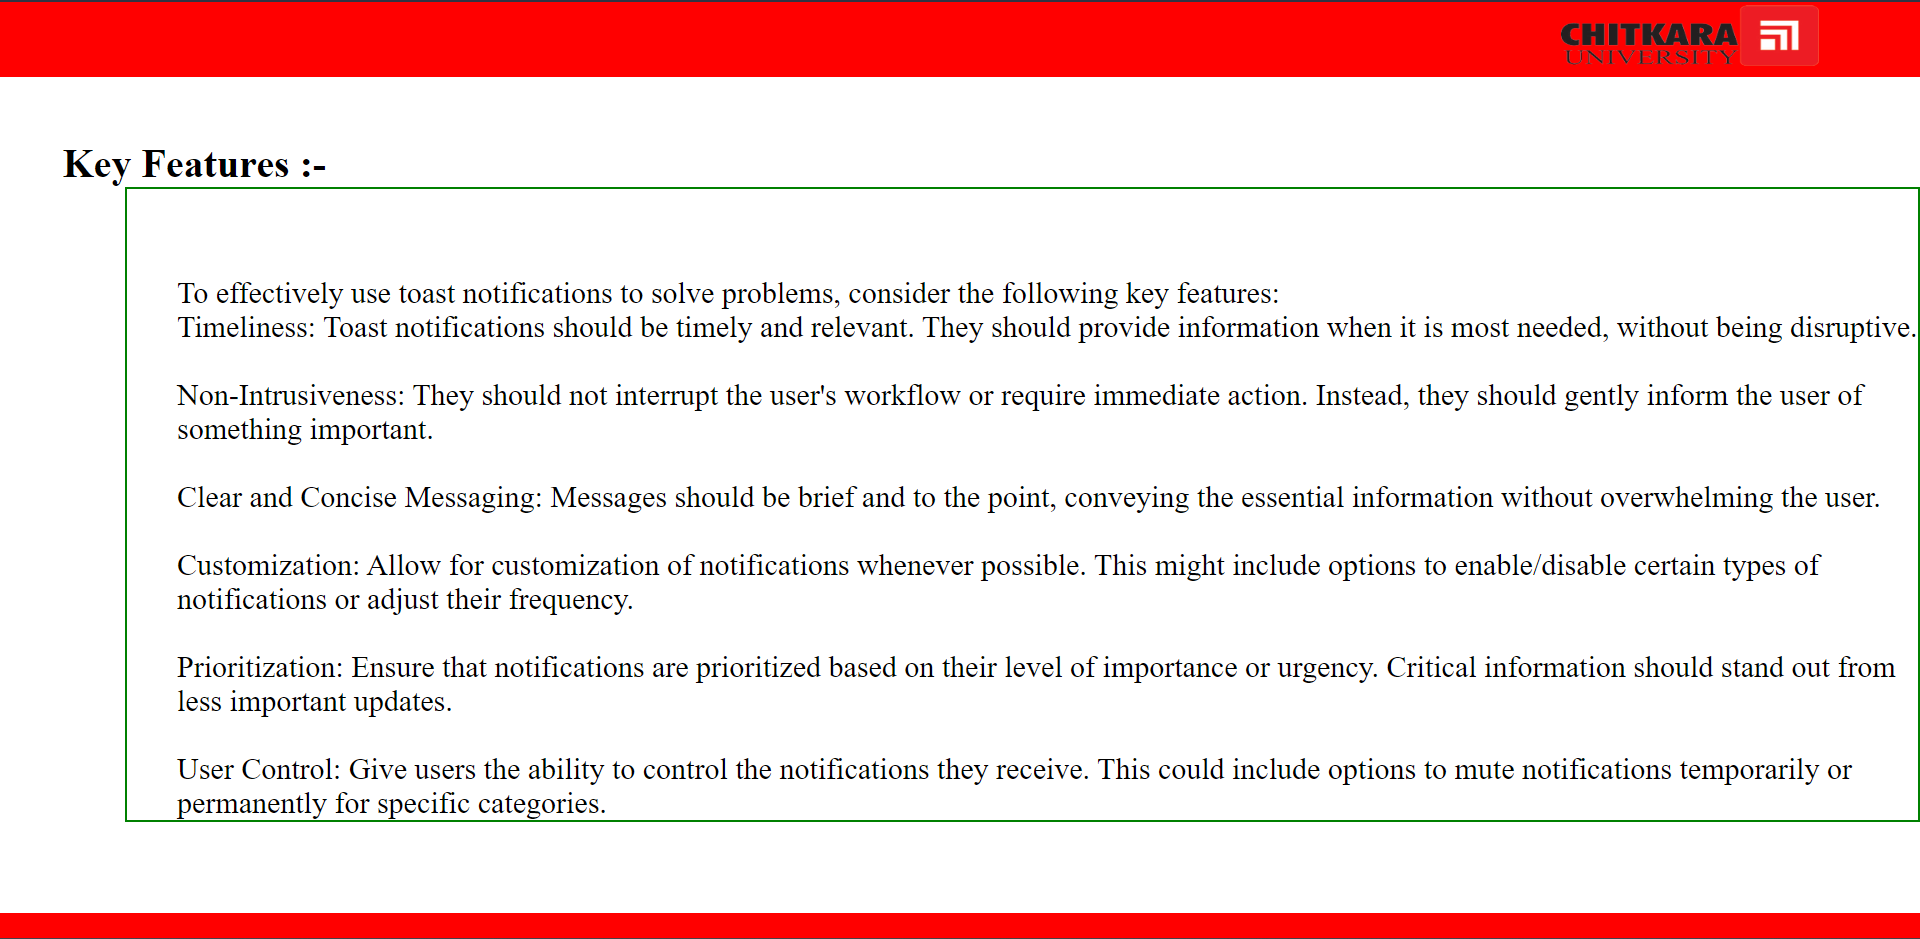 CHITKARA
UNIVERSITY
Key Features :-
To effectively use toast notifications to solve problems, consider the following key features:
Timeliness: Toast notifications should be timely and relevant. They should provide information when it is most needed, without being disruptive.
Non-Intrusiveness: They should not interrupt the user's workflow or require immediate action. Instead, they should gently inform the user of
something important.
Clear and Concise Messaging: Messages should be brief and to the point, conveying the essential information without overwhelming the user.
Customization: Allow for customization of notifications whenever possible. This might include options to enable/disable certain types of
notifications or adjust their frequency.
Prioritization: Ensure that notifications are prioritized based on their level of importance or urgency. Critical information should stand out from
less important updates.
User Control: Give users the ability to control the notifications they receive. This could include options to mute notifications temporarily or
permanently for specific categories.